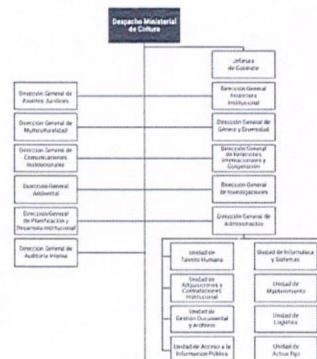 Despacho Ministerial
de Cultura
Jefatura
de Gabinete
Dirección General de
Asuntos Jurídicos
Dirección General
Financiera
Institucional
Dirección General de
Multiculturalidad
Dirección General de
Género y Diversidad
Dirección General de
Comunicaciones
Institucionales
Dirección General
de Relaciones
Internacionales y
Cooperación
Dirección General
Ambiental
Dirección General
de Investigaciones
Dirección General
de Planificación y
Desarrollo Institucional
Dirección General de
Administración
Dirección General de
Auditoría Interna
Unidad de
Talento Humano
Unidad de Informática
y Sistemas
Unidad de
Adquisiciones y
Contrataciones
Institucional
Unidad de
Mantenimiento
Unidad de
Gestión Documental
y Archivos
Unidad de
Logística
Unidad de Acceso a la
Información Pública
Unidad de
Activo Fijo